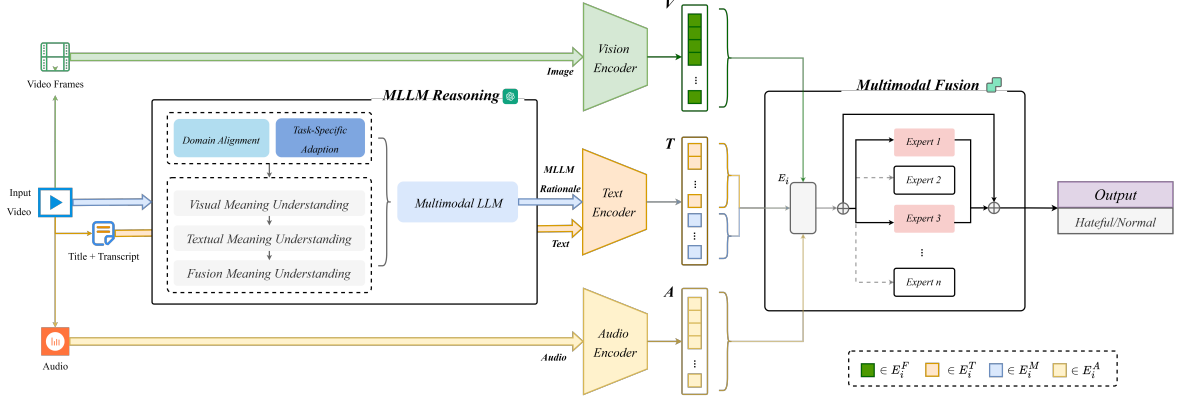 V
Vision
Encoder
Image
Video Frames
MLLM Reasoning
Multimodal Fusion
Domain Alignment
Task-Specific
Adaption
Visual Meaning Understanding
Textual Meaning Understanding
Fusion Meaning Understanding
Multimodal LLM
MLLM
Rationale
Text
Input
Video
Title + Transcript
T
Text
Encoder
E_i
Expert 1
Expert 2
Expert 3
⋮
Expert n
Output
Hateful/Normal
A
Audio
Encoder
Audio
Audio
∈ E_i^F ∈ E_i^T ∈ E_i^M ∈ E_i^A